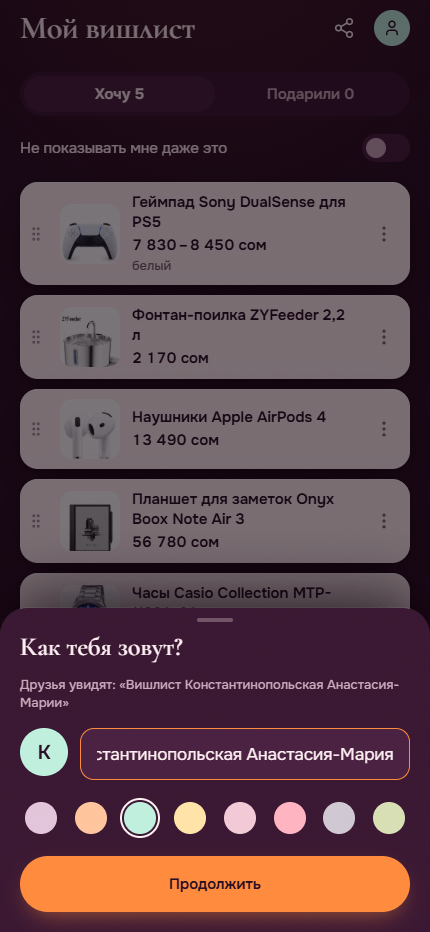 Мой вишлист
Хочу 5
Подарили 0
Не показывать мне даже это
Геймпад Sony DualSense для
PS5
7 830 – 8 450 сом
белый
ZYFeeder
Фонтан-поилка ZYFeeder 2,2
л
2 170 сом
Наушники Apple AirPods 4
13 490 сом
Планшет для заметок Onyx
Boox Note Air 3
56 780 сом
Часы Casio Collection MTP-
Как тебя зовут?
Друзья увидят: «Вишлист Константинопольская Анастасия-
Мария»
К
стантинопольская Анастасия-Мария
Продолжить